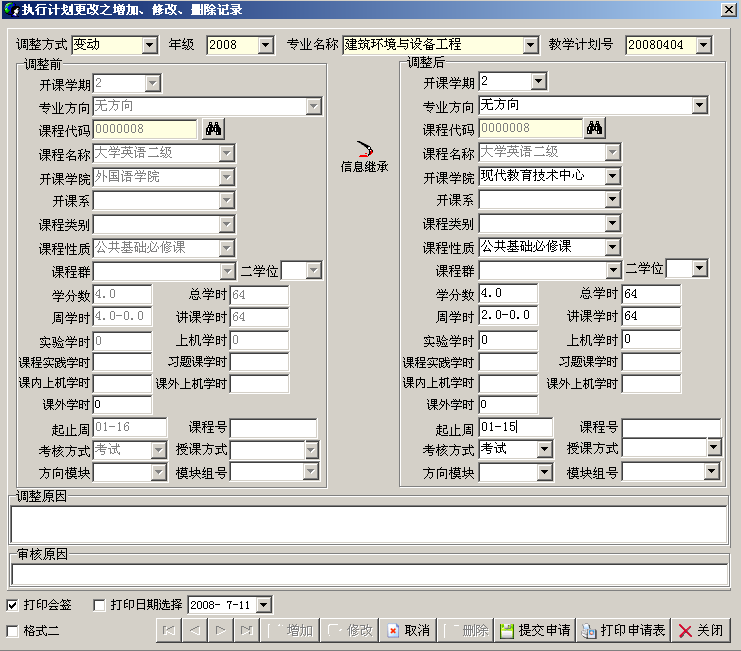 执行计划更改之增加、修改、删除记录
调整方式 变动 年级 2008 专业名称 建筑环境与设备工程 教学计划号 20080404
调整前
开课学期 2
专业方向 无方向
课程代码 0000008
课程名称 大学英语二级
开课学院 外国语学院
开课系
课程类别
课程性质 公共基础必修课
课程群 二学位
学分数 4.0 总学时 64
周学时 4.0-0.0 讲课学时 64
实验学时 0 上机学时 0
课程实践学时 习题课学时
课内上机学时 课外上机学时
课外学时 0
起止周 01-16 课程号
考核方式 考试 授课方式
方向模块 模块组号
信息继承
调整后
开课学期 2
专业方向 无方向
课程代码 0000008
课程名称 大学英语二级
开课学院 现代教育技术中心
开课系
课程类别
课程性质 公共基础必修课
课程群 二学位
学分数 4.0 总学时 64
周学时 2.0-0.0 讲课学时 64
实验学时 0 上机学时 0
课程实践学时 习题课学时
课内上机学时 课外上机学时
课外学时 0
起止周 01-15 课程号
考核方式 考试 授课方式
方向模块 模块组号
调整原因
审核原因
打印会签 打印日期选择 2008- 7-11
格式二 增加 修改 取消 删除 提交申请 打印申请表 关闭